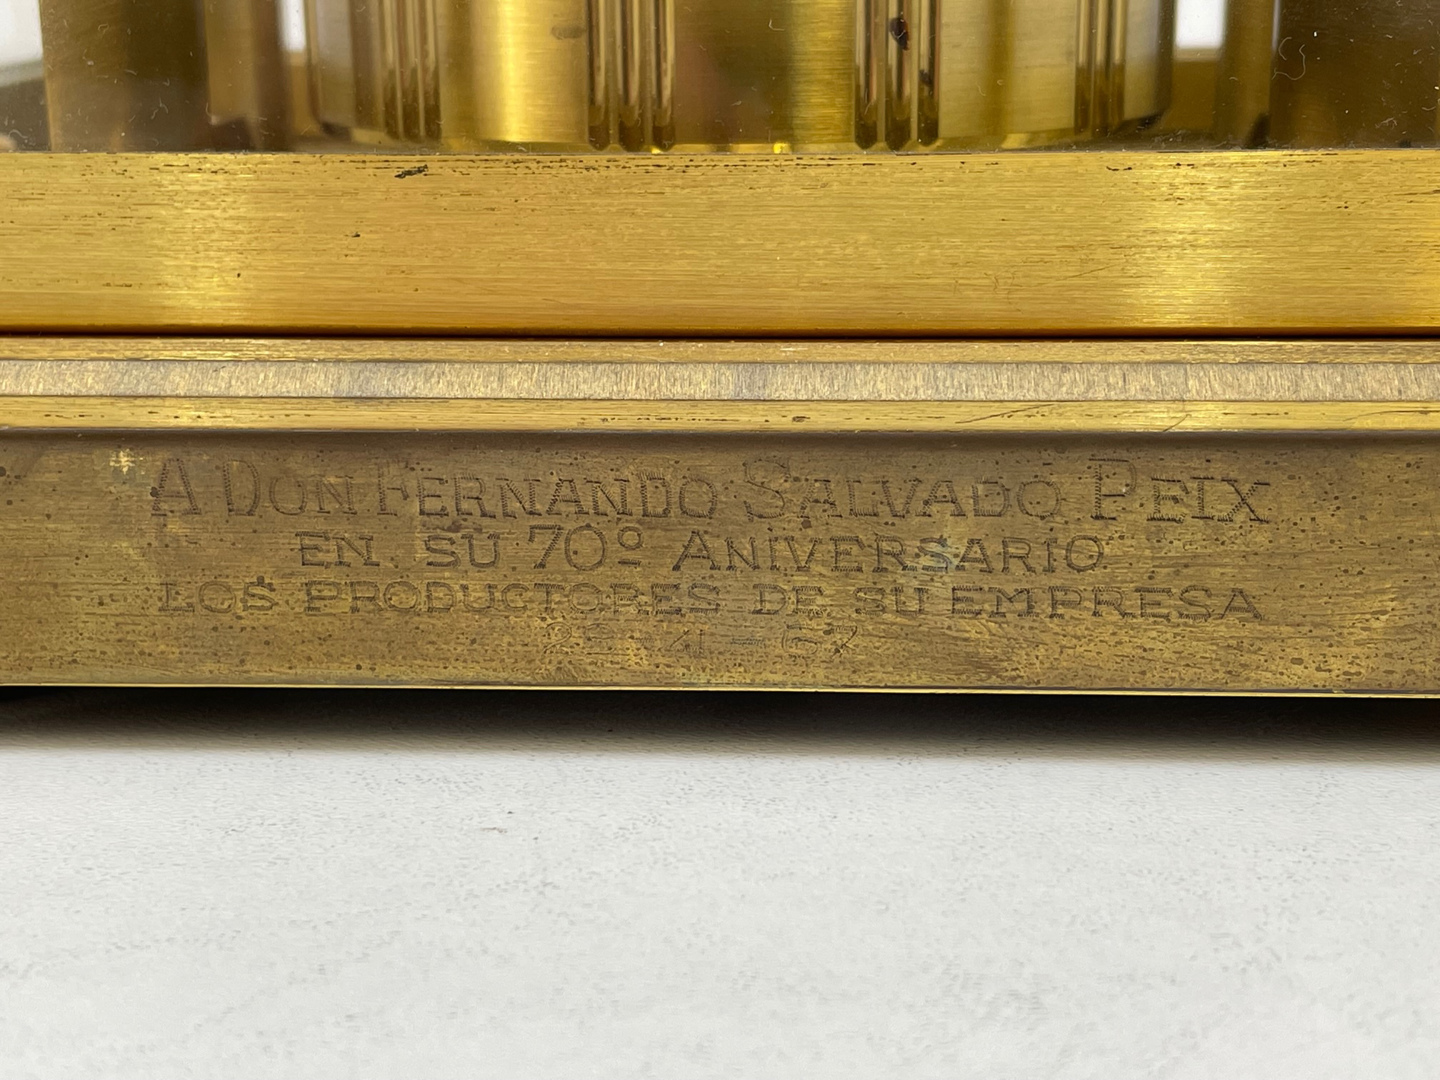 A DON FERNANDO SALVADO PEIX
EN SU 70º ANIVERSARIO
LOS PRODUCTORES DE SU EMPRESA